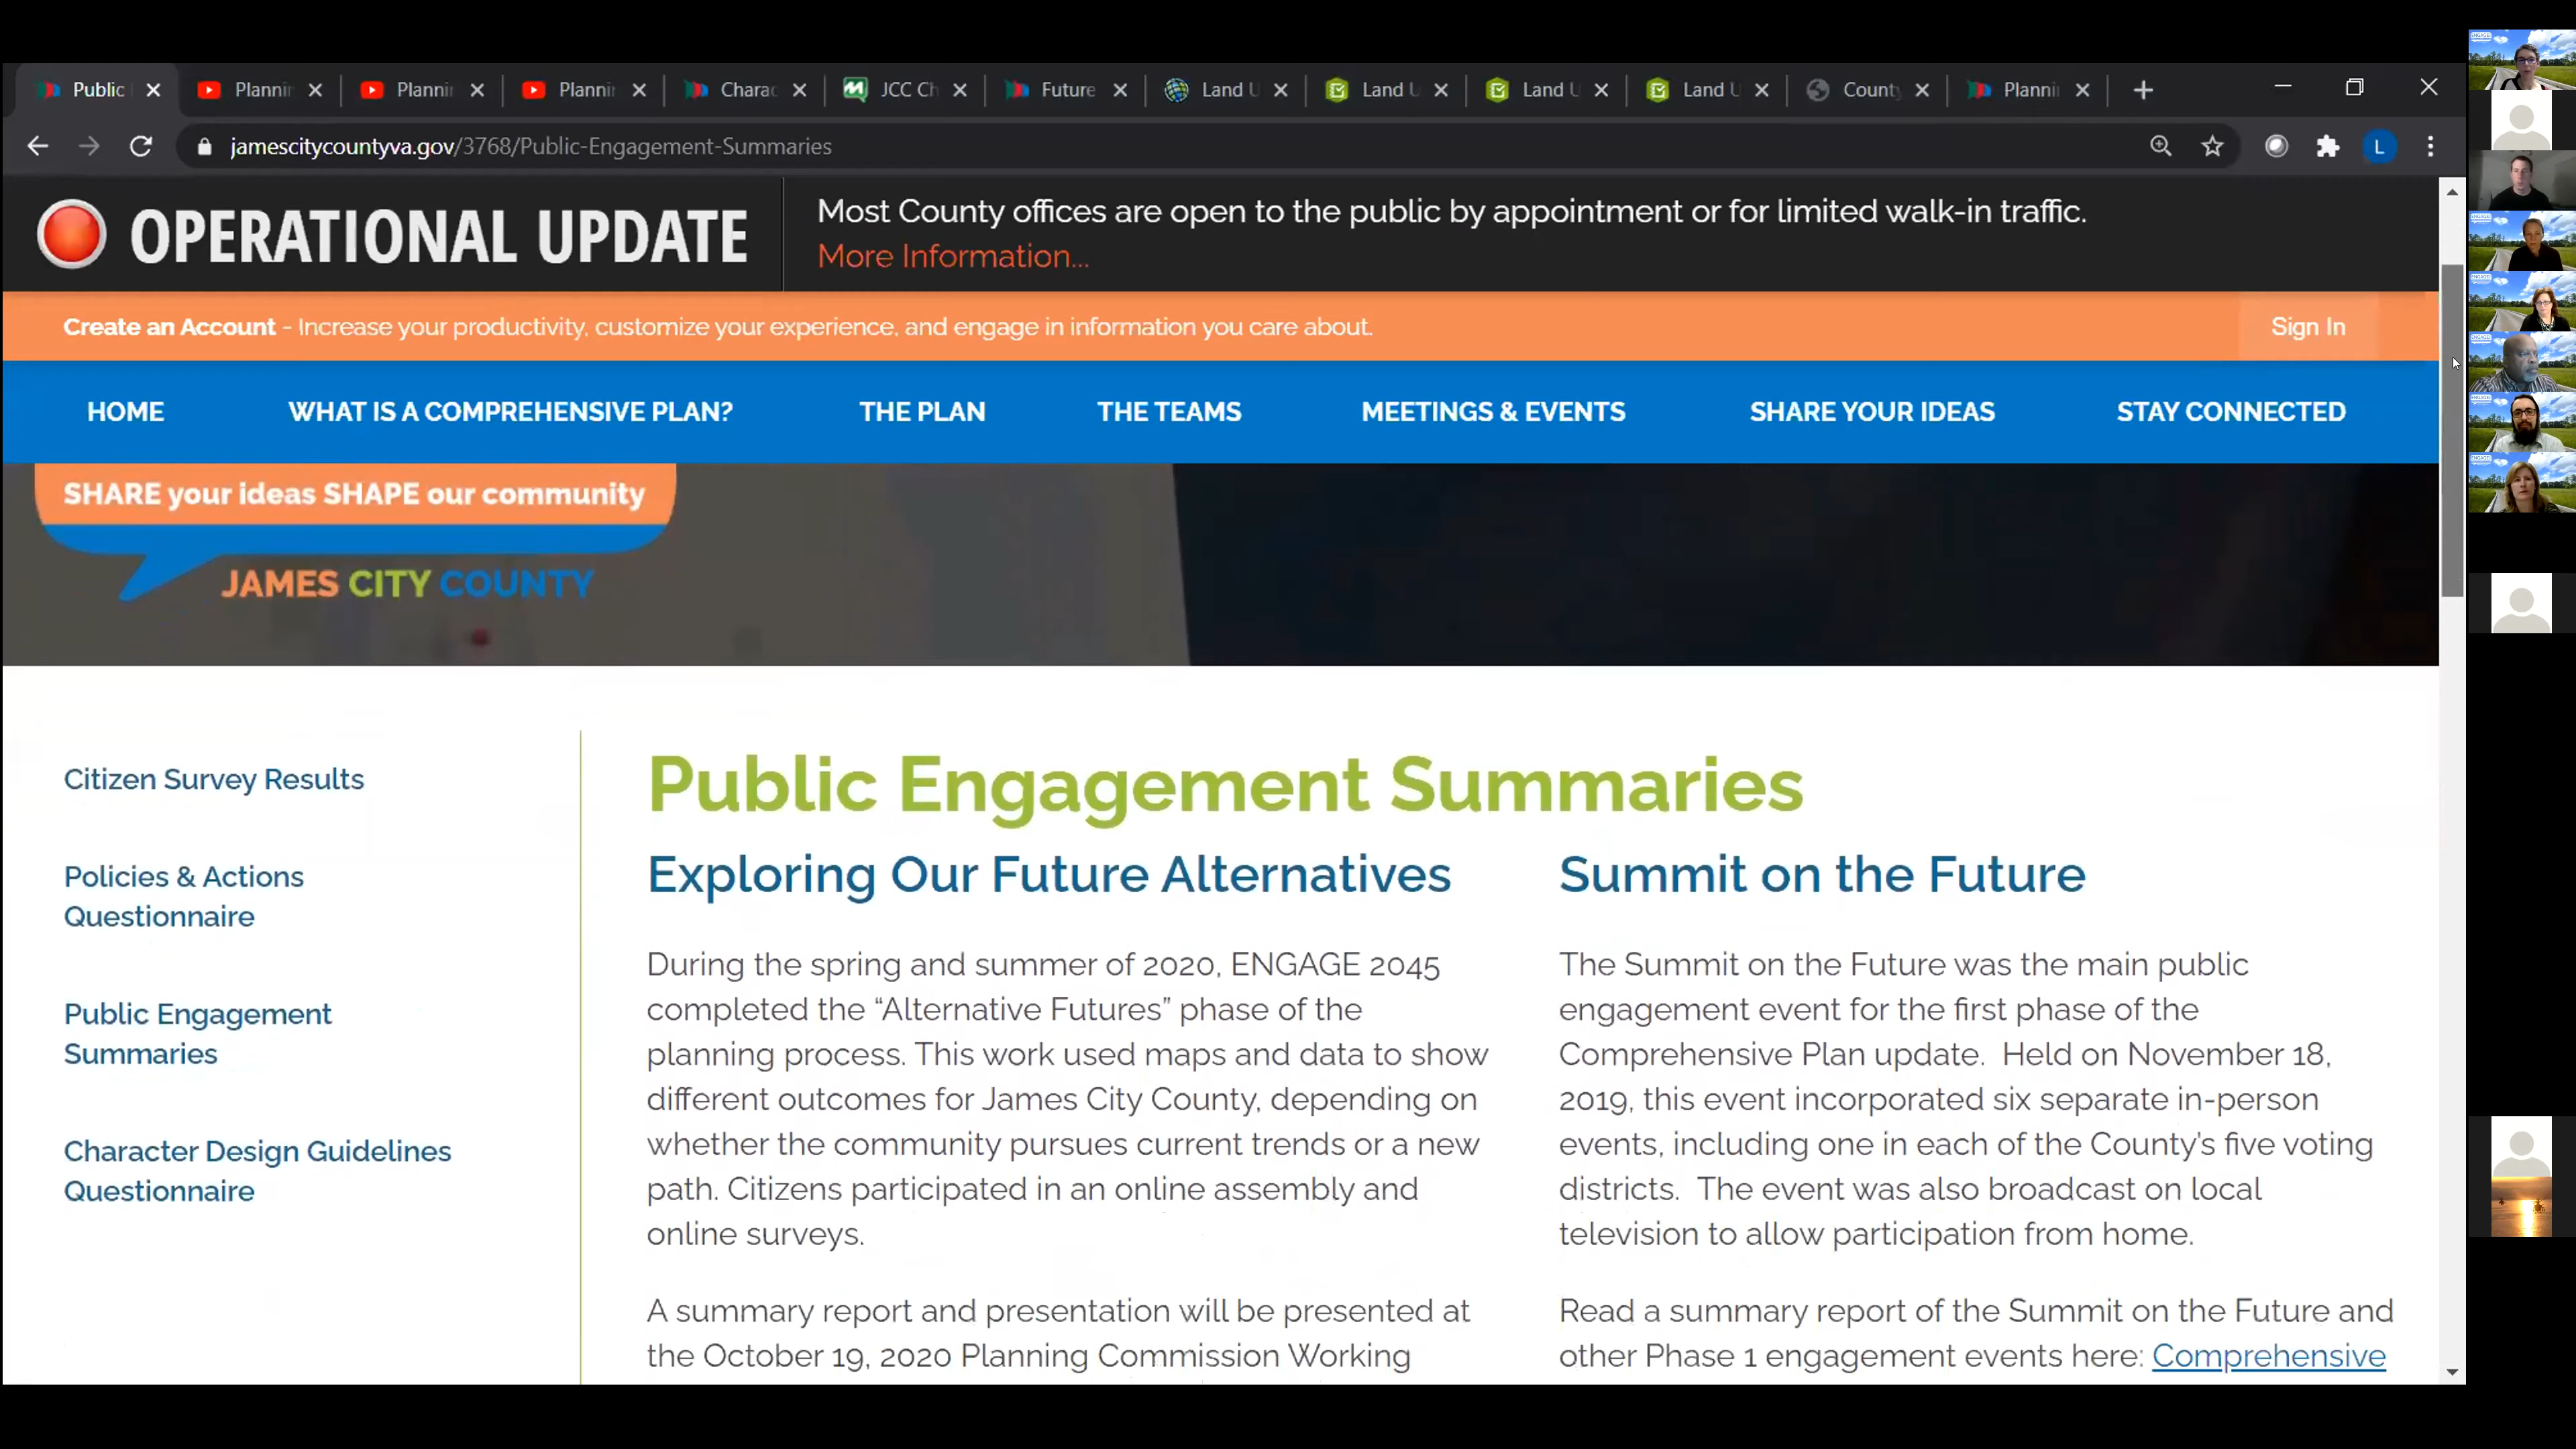 Public
Plannin
Plannin
Plannin
Charac
JCC Ch
Future
Land U
Land U
Land U
Land U
County
Plannin
jamescitycountyva.gov/3768/Public-Engagement-Summaries
L
OPERATIONAL UPDATE
Most County offices are open to the public by appointment or for limited walk-in traffic.
More Information...
Create an Account - Increase your productivity, customize your experience, and engage in information you care about.
Sign In
HOME
WHAT IS A COMPREHENSIVE PLAN?
THE PLAN
THE TEAMS
MEETINGS & EVENTS
SHARE YOUR IDEAS
STAY CONNECTED
SHARE your ideas SHAPE our community
JAMES CITY COUNTY
Citizen Survey Results
Policies & Actions
Questionnaire
Public Engagement
Summaries
Character Design Guidelines
Questionnaire
Public Engagement Summaries
Exploring Our Future Alternatives
During the spring and summer of 2020, ENGAGE 2045
completed the “Alternative Futures” phase of the
planning process. This work used maps and data to show
different outcomes for James City County, depending on
whether the community pursues current trends or a new
path. Citizens participated in an online assembly and
online surveys.
A summary report and presentation will be presented at
the October 19, 2020 Planning Commission Working
Summit on the Future
The Summit on the Future was the main public
engagement event for the first phase of the
Comprehensive Plan update.  Held on November 18,
2019, this event incorporated six separate in-person
events, including one in each of the County’s five voting
districts.  The event was also broadcast on local
television to allow participation from home.
Read a summary report of the Summit on the Future and
other Phase 1 engagement events here: Comprehensive